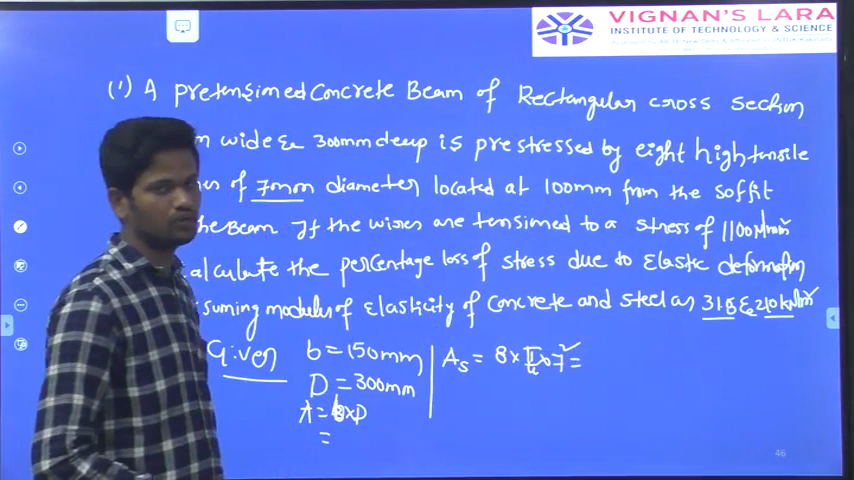 VIGNAN'S LARA
INSTITUTE OF TECHNOLOGY & SCIENCE
(1) A pretensioned Concrete Beam of Rectangular cross section
m wide & 300mm deep is prestressed by eight high tensile
of 7mm diameter located at 100mm from the soffit
the Beam If the wires are tensioned to a stress of 1100N/mm²
alculate the percentage loss of stress due to Elastic deformation
suming modulus of elasticity of Concrete and steel as 31.8 & 210 kN/m²
Given b = 150mm
D = 300mm
A = b×D
=
As = 8 × π/4 × 7² =
46